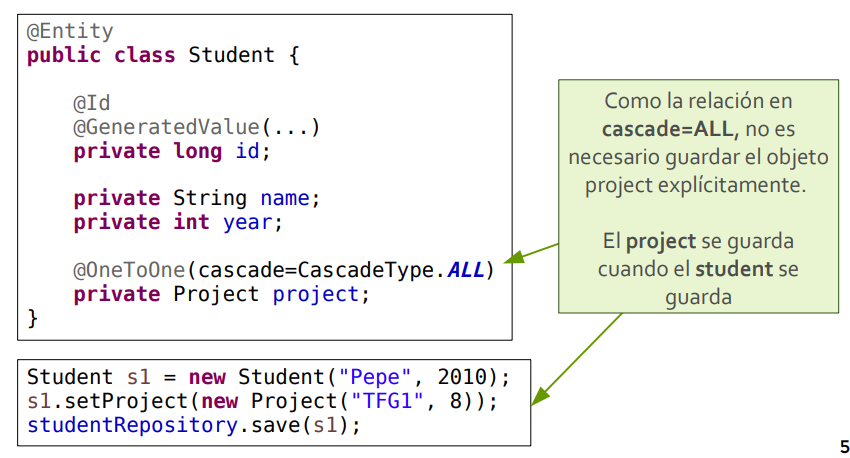 @Entity
public class Student {
@Id
@GeneratedValue(...)
private long id;
private String name;
private int year;
@OneToOne(cascade=CascadeType.ALL)
private Project project;
}
Como la relación en
cascade=ALL, no es
necesario guardar el objeto
project explícitamente.
El project se guarda
cuando el student se
guarda
Student s1 = new Student("Pepe", 2010);
s1.setProject(new Project("TFG1", 8));
studentRepository.save(s1);
5